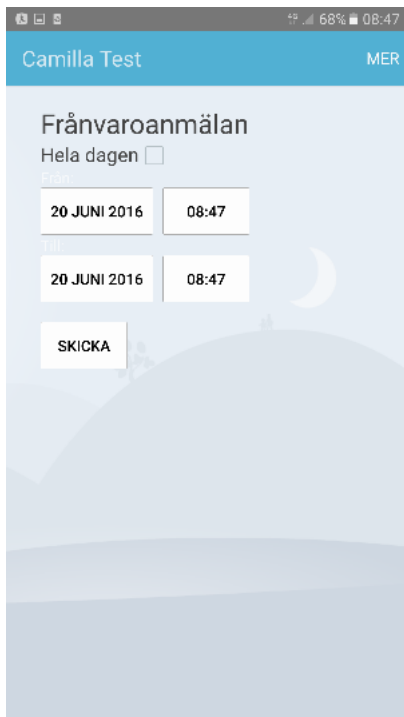 68% 08:47
Camilla Test MER
Frånvaroanmälan
Hela dagen
Från:
20 JUNI 2016 08:47
Till:
20 JUNI 2016 08:47
SKICKA